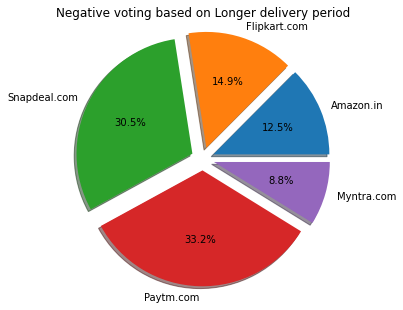 Negative voting based on Longer delivery period
Flipkart.com
14.9%
Snapdeal.com
30.5%
Amazon.in
12.5%
Myntra.com
8.8%
33.2%
Paytm.com